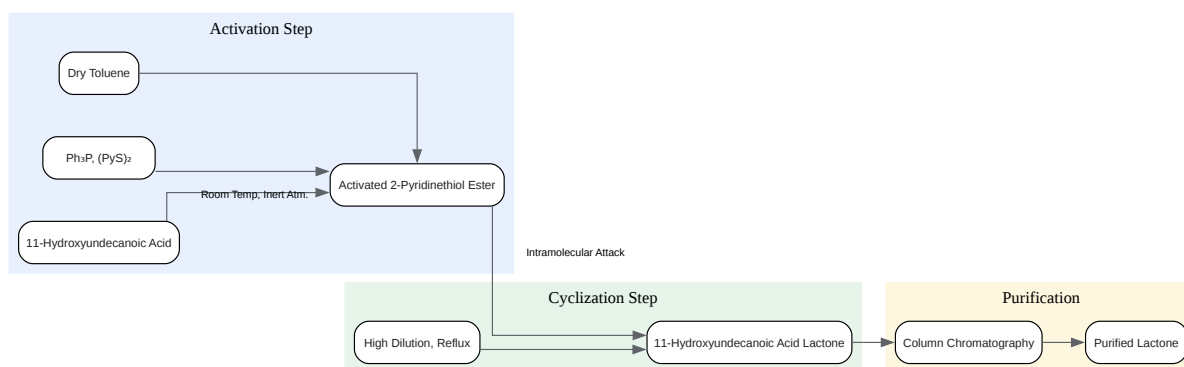 Activation Step
Dry Toluene
Ph₃P, (PyS)₂
Activated 2-Pyridinethiol Ester
Room Temp, Inert Atm.
11-Hydroxyundecanoic Acid
Intramolecular Attack
Cyclization Step
High Dilution, Reflux
11-Hydroxyundecanoic Acid Lactone
Purification
Column Chromatography
Purified Lactone